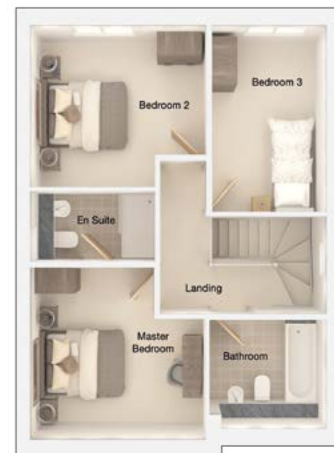 Bedroom 2
Bedroom 3
En Suite
Landing
Master
Bedroom
Bathroom